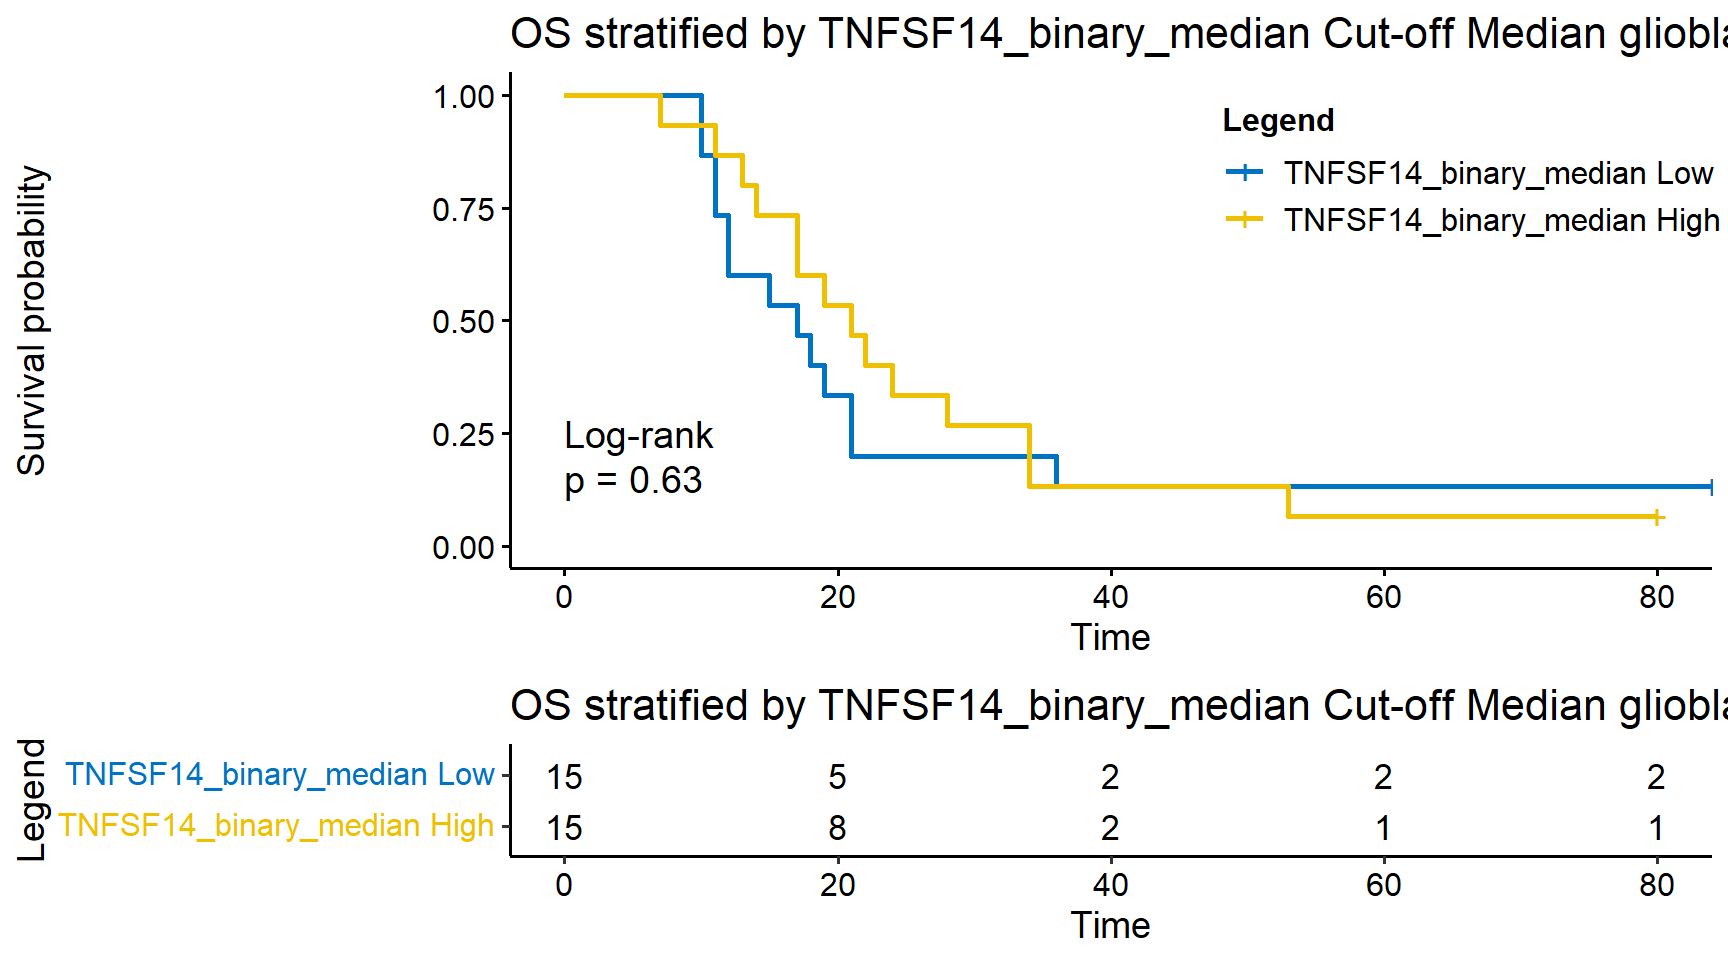 OS stratified by TNFSF14_binary_median Cut-off Median
Survival probability
1.00
0.75
0.50
0.25
0.00
Legend
TNFSF14_binary_median Low
TNFSF14_binary_median High
Log-rank
p = 0.63
0 20 40 60 80
Time
OS stratified by TNFSF14_binary_median Cut-off Median
Legend
TNFSF14_binary_median Low 15 5 2 2 2
TNFSF14_binary_median High 15 8 2 1 1
0 20 40 60 80
Time